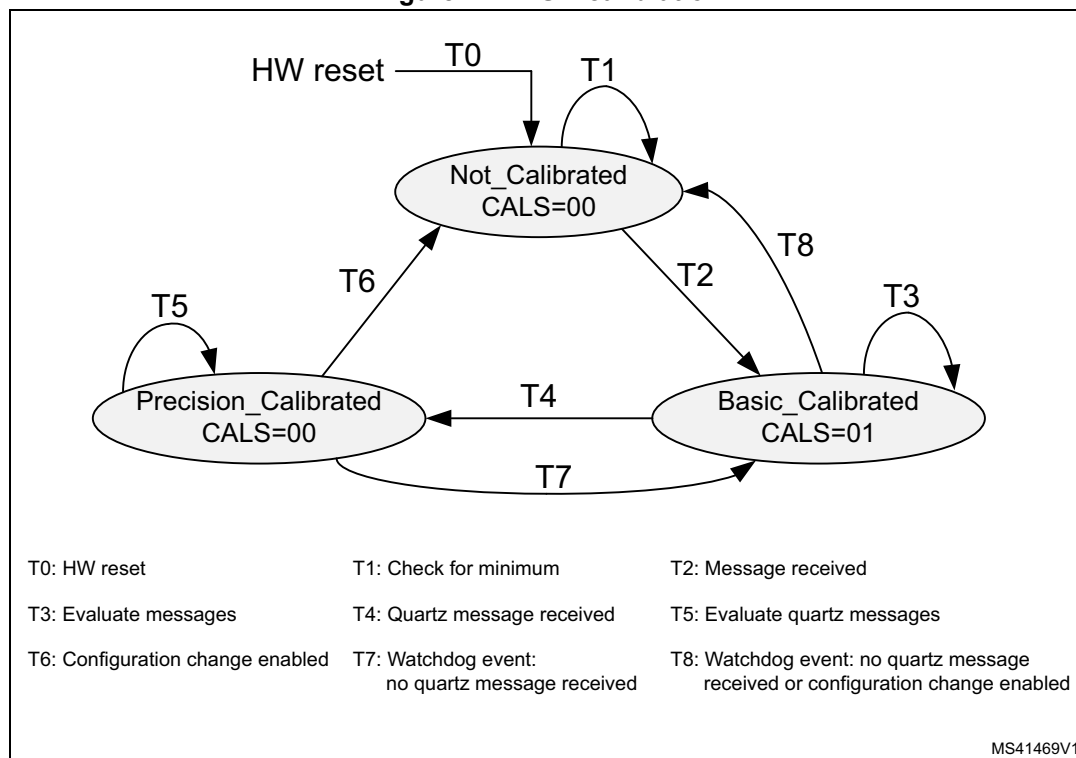 HW reset
T0
T1
Not_Calibrated
CALS=00
T8
T2
T6
T5
T3
Precision_Calibrated
CALS=00
T4
Basic_Calibrated
CALS=01
T7
T0: HW reset
T1: Check for minimum
T2: Message received
T3: Evaluate messages
T4: Quartz message received
T5: Evaluate quartz messages
T6: Configuration change enabled
T7: Watchdog event:
no quartz message received
T8: Watchdog event: no quartz message
received or configuration change enabled
MS41469V1